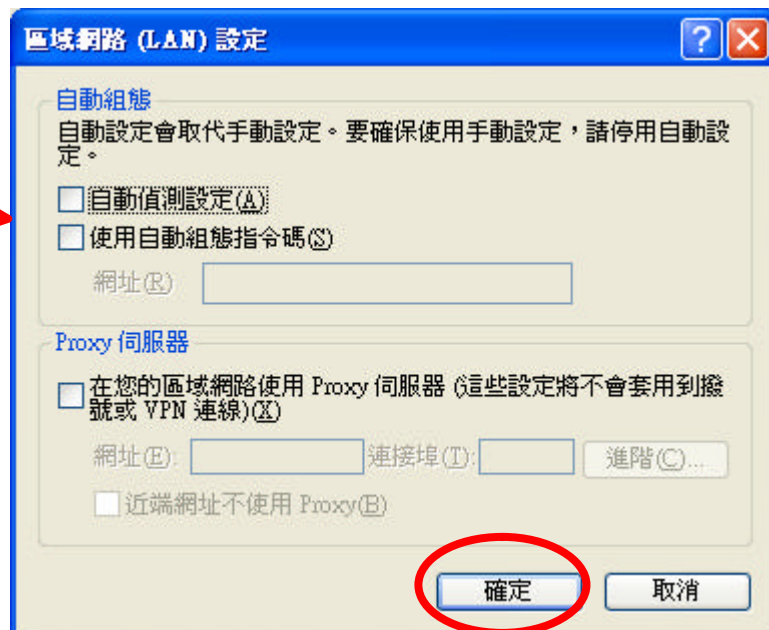 區域網路 (LAN) 設定
自動組態
自動設定會取代手動設定。要確保使用手動設定，請停用自動設
定。
自動偵測設定(A)
使用自動組態指令碼(S)
網址(R)
Proxy 伺服器
在您的區域網路使用 Proxy 伺服器 (這些設定將不會套用到撥
號或 VPN 連線)(X)
網址(E): 連接埠(T): 進階(C)...
近端網址不使用 Proxy(B)
確定 取消